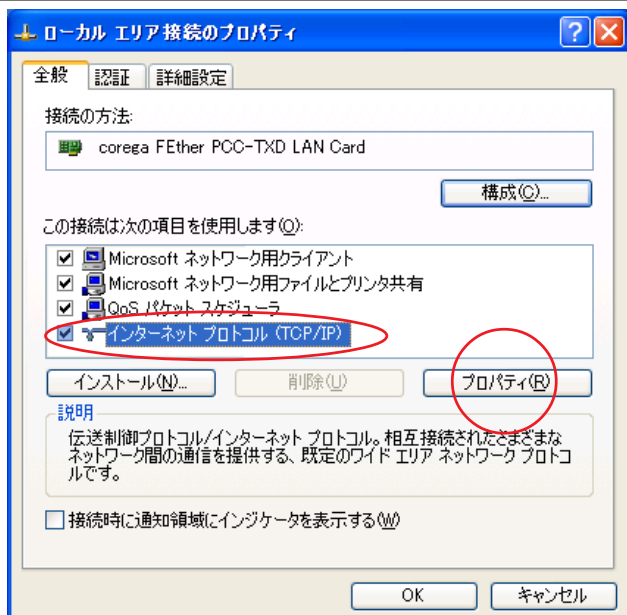 ローカル エリア接続のプロパティ
全般 認証 詳細設定
接続の方法:
corega FEther PCC-TXD LAN Card
構成(C)...
この接続は次の項目を使用します(O):
Microsoft ネットワーク用クライアント
Microsoft ネットワーク用ファイルとプリンタ共有
QoS パケット スケジューラ
インターネット プロトコル (TCP/IP)
インストール(N)... 削除(U) プロパティ(R)
説明
伝送制御プロトコル/インターネット プロトコル。相互接続されたさまざまな
ネットワーク間の通信を提供する、既定のワイド エリア ネットワーク プロトコ
ルです。
接続時に通知領域にインジケータを表示する(W)
OK キャンセル